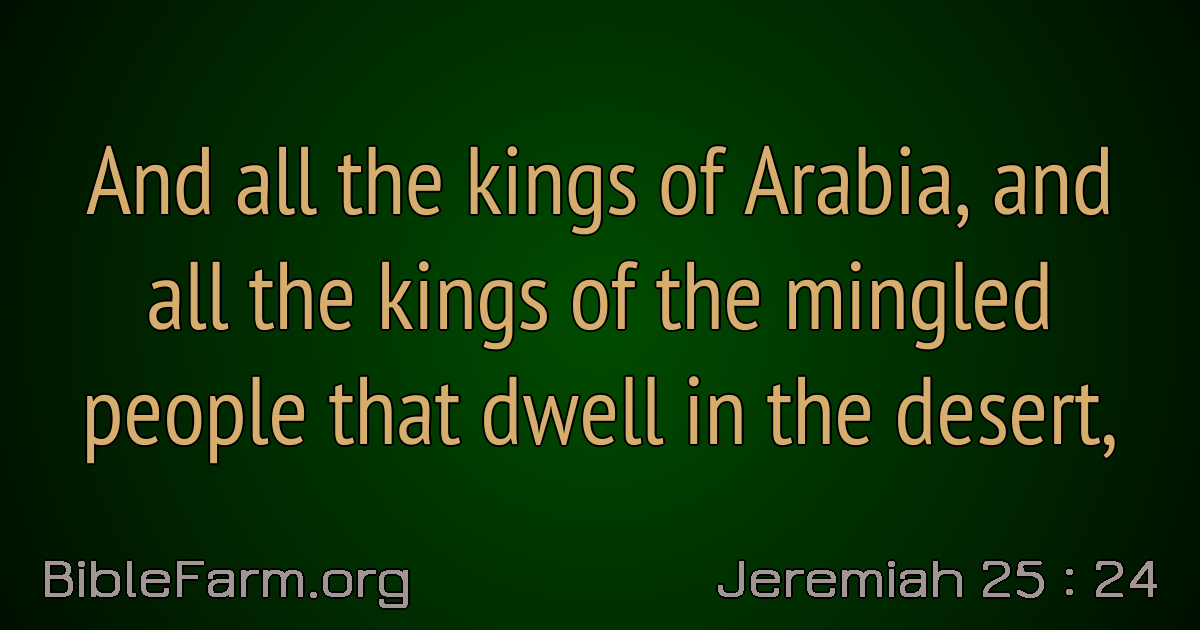 And all the kings of Arabia, and
all the kings of the mingled
people that dwell in the desert,
BibleFarm.org
Jeremiah 25 : 24